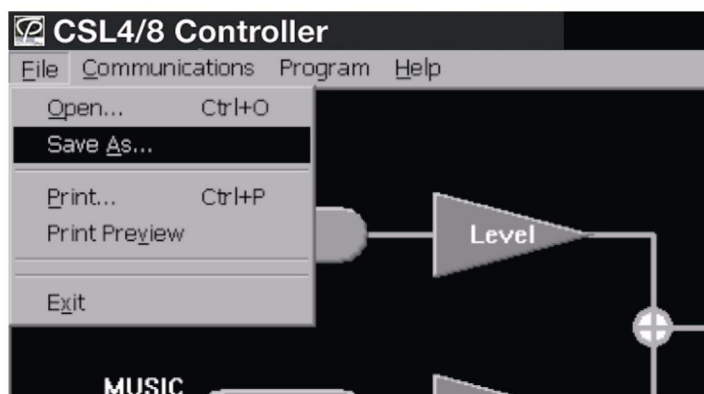 CSL4/8 Controller
File Communications Program Help
Open... Ctrl+O
Save As...
Print... Ctrl+P
Print Preview
Exit
Level
MUSIC